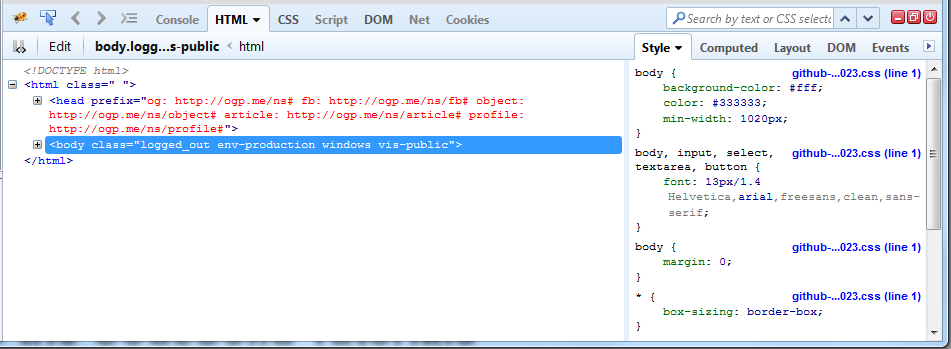 Console HTML CSS Script DOM Net Cookies Search by text or CSS selecto
Edit body.logg...s-public < html Style Computed Layout DOM Events
<!DOCTYPE html>
<html class=" ">
<head prefix="og: http://ogp.me/ns# fb: http://ogp.me/ns/fb# object:
http://ogp.me/ns/object# article: http://ogp.me/ns/article# profile:
http://ogp.me/ns/profile#">
<body class="logged_out env-production windows vis-public">
</html>
body { github-...023.css (line 1)
background-color: #fff;
color: #333333;
min-width: 1020px;
}
body, input, select, github-...023.css (line 1)
textarea, button {
font: 13px/1.4
Helvetica,arial,freesans,clean,sans-
serif;
}
body { github-...023.css (line 1)
margin: 0;
}
* { github-...023.css (line 1)
box-sizing: border-box;
}